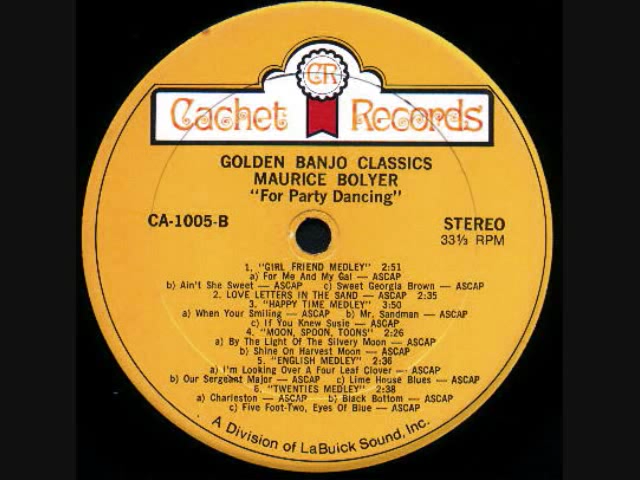 CR
Cachet Records
GOLDEN BANJO CLASSICS
MAURICE BOLYER
"For Party Dancing"
CA-1005-B
STEREO
33⅓ RPM
1. "GIRL FRIEND MEDLEY" 2:51
a) For Me And My Gal — ASCAP
b) Ain't She Sweet — ASCAP c) Sweet Georgia Brown — ASCAP
2. LOVE LETTERS IN THE SAND — ASCAP 2:35
3. "HAPPY TIME MEDLEY" 3:50
a) When Your Smiling — ASCAP b) Mr. Sandman — ASCAP
c) If You Knew Susie — ASCAP
4. "MOON, SPOON, TOONS" 2:26
a) By The Light Of The Silvery Moon — ASCAP
b) Shine On Harvest Moon — ASCAP
5. "ENGLISH MEDLEY" 2:36
a) I'm Looking Over A Four Leaf Clover — ASCAP
b) Our Sergeant Major — ASCAP c) Lime House Blues — ASCAP
6. "TWENTIES MEDLEY" 2:38
a) Charleston — ASCAP b) Black Bottom — ASCAP
c) Five Foot-Two, Eyes Of Blue — ASCAP
A Division of LaBuick Sound, Inc.